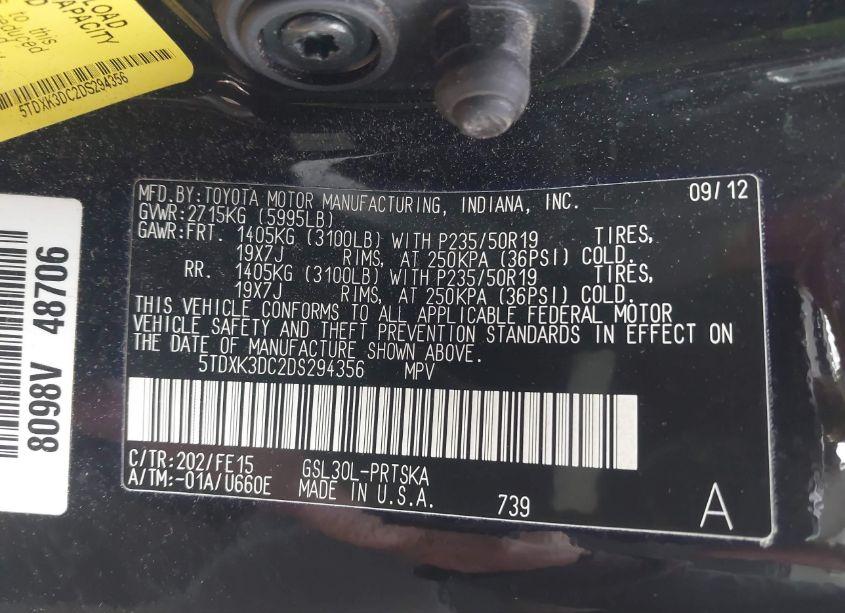 LOAD
CAPACITY
to this
5TDXK3DC2DS294356
8098V 48706
MFD.BY:TOYOTA MOTOR MANUFACTURING, INDIANA, INC. 09/12
GVWR:2715KG (5995LB)
GAWR:FRT. 1405KG (3100LB) WITH P235/50R19 TIRES,
19X7J RIMS, AT 250KPA (36PSI) COLD.
RR. 1405KG (3100LB) WITH P235/50R19 TIRES,
19X7J RIMS, AT 250KPA (36PSI) COLD.
THIS VEHICLE CONFORMS TO ALL APPLICABLE FEDERAL MOTOR
VEHICLE SAFETY AND THEFT PREVENTION STANDARDS IN EFFECT ON
THE DATE OF MANUFACTURE SHOWN ABOVE.
5TDXK3DC2DS294356 MPV
C/TR:202/FE15 GSL30L-PRTSKA
A/TM:-01A/U660E MADE IN U.S.A. 739 A